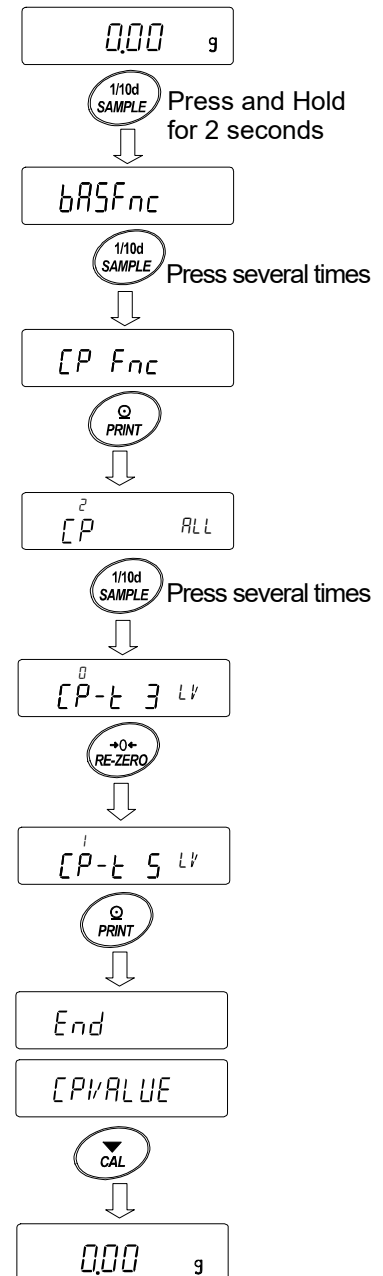 0.00 g
1/10d
SAMPLE
Press and Hold
for 2 seconds
bASFnc
1/10d
SAMPLE
Press several times
CP Fnc
PRINT
2
CP ALL
1/10d
SAMPLE
Press several times
0
CP-t 3 LV
→0←
RE-ZERO
1
CP-t 5 LV
PRINT
End
CPVALUE
CAL
0.00 g